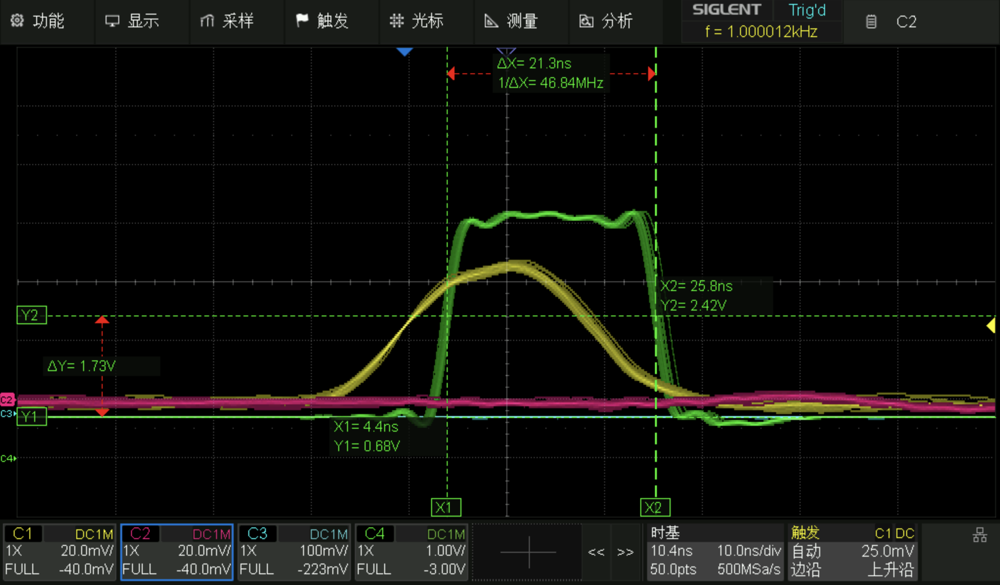 功能
显示
采样
触发
光标
测量
分析
SIGLENT
Trig'd
f = 1.000012kHz
C2
ΔX= 21.3ns
1/ΔX= 46.84MHz
X2= 25.8ns
Y2= 2.42V
Y2
ΔY= 1.73V
C2
C3
Y1
X1= 4.4ns
Y1= 0.68V
C4
X1
X2
C1 DC1M
1X 20.0mV/
FULL -40.0mV
C2 DC1M
1X 20.0mV/
FULL -40.0mV
C3 DC1M
1X 100mV/
FULL -223mV
C4 DC1M
1X 1.00V/
FULL -3.00V
<< >>
时基
10.4ns 10.0ns/div
50.0pts 500MSa/s
触发 C1 DC
自动 25.0mV
边沿 上升沿